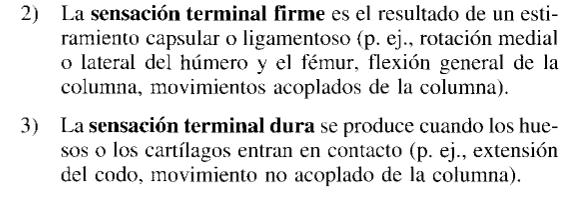 2) La sensación terminal firme es el resultado de un esti-
ramiento capsular o ligamentoso (p. ej., rotación medial
o lateral del húmero y el fémur, flexión general de la
columna, movimientos acoplados de la columna).
3) La sensación terminal dura se produce cuando los hue-
sos o los cartílagos entran en contacto (p. ej., extensión
del codo, movimiento no acoplado de la columna).